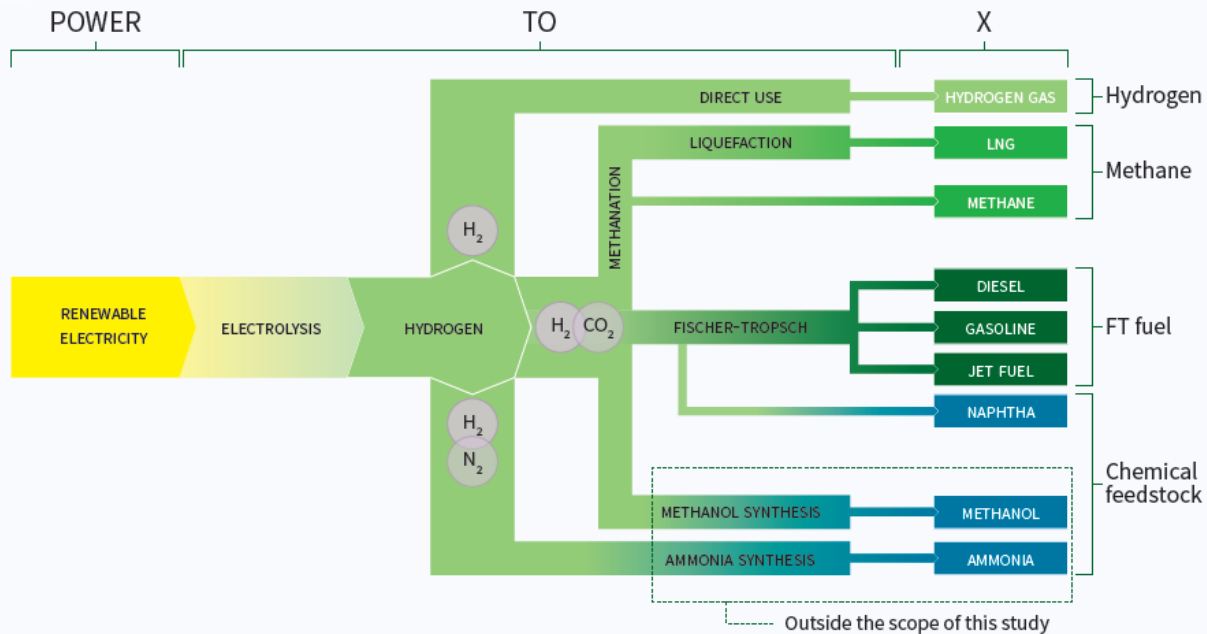 POWER
TO
X
DIRECT USE
HYDROGEN GAS
Hydrogen
LIQUEFACTION
LNG
METHANATION
METHANE
Methane
H₂
RENEWABLE
ELECTRICITY
ELECTROLYSIS
HYDROGEN
H₂
CO₂
FISCHER-TROPSCH
DIESEL
GASOLINE
JET FUEL
FT fuel
NAPHTHA
H₂
N₂
Chemical
feedstock
METHANOL SYNTHESIS
METHANOL
AMMONIA SYNTHESIS
AMMONIA
Outside the scope of this study